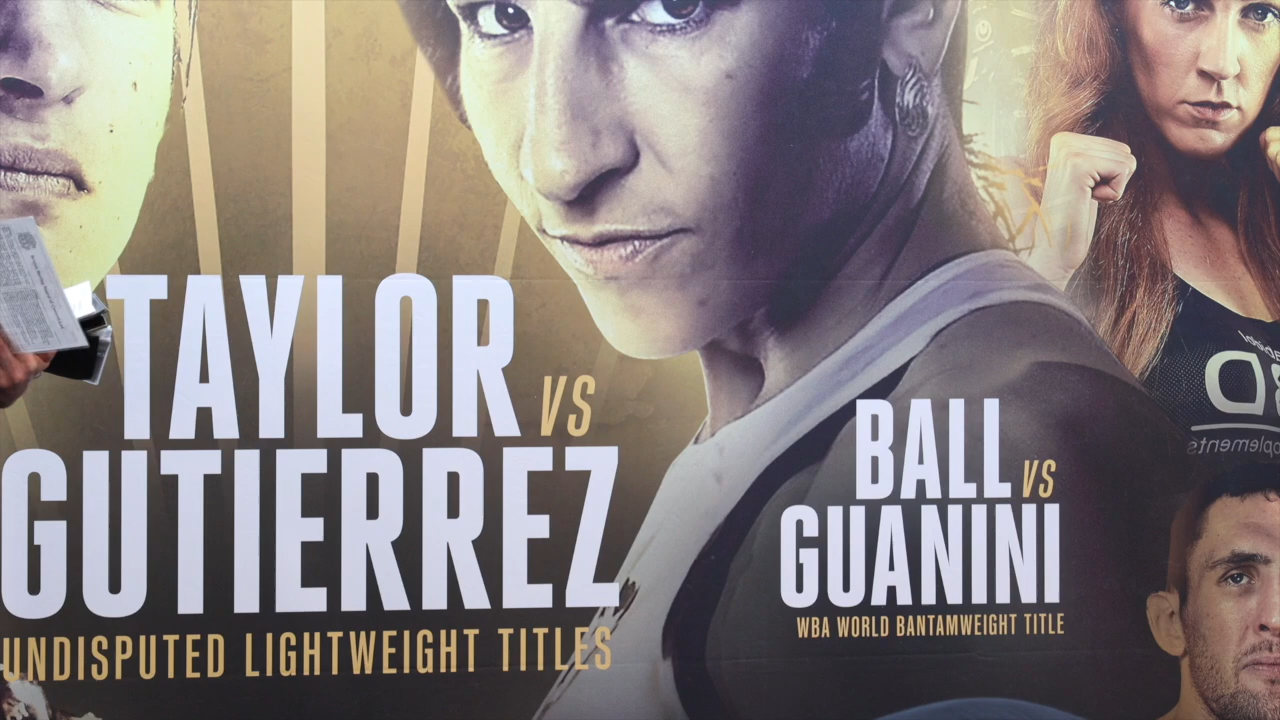 TAYLOR VS
GUTIERREZ
UNDISPUTED LIGHTWEIGHT TITLES
BALL VS
GUANINI
WBA WORLD BANTAMWEIGHT TITLE